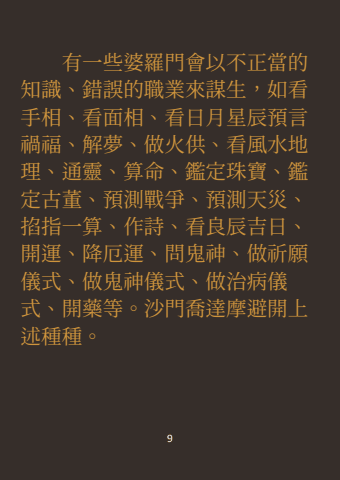 有一些婆羅門會以不正當的
知識、錯誤的職業來謀生，如看
手相、看面相、看日月星辰預言
禍福、解夢、做火供、看風水地
理、通靈、算命、鑑定珠寶、鑑
定古董、預測戰爭、預測天災、
掐指一算、作詩、看良辰吉日、
開運、降厄運、問鬼神、做祈願
儀式、做鬼神儀式、做治病儀
式、開藥等。沙門喬達摩避開上
述種種。
9